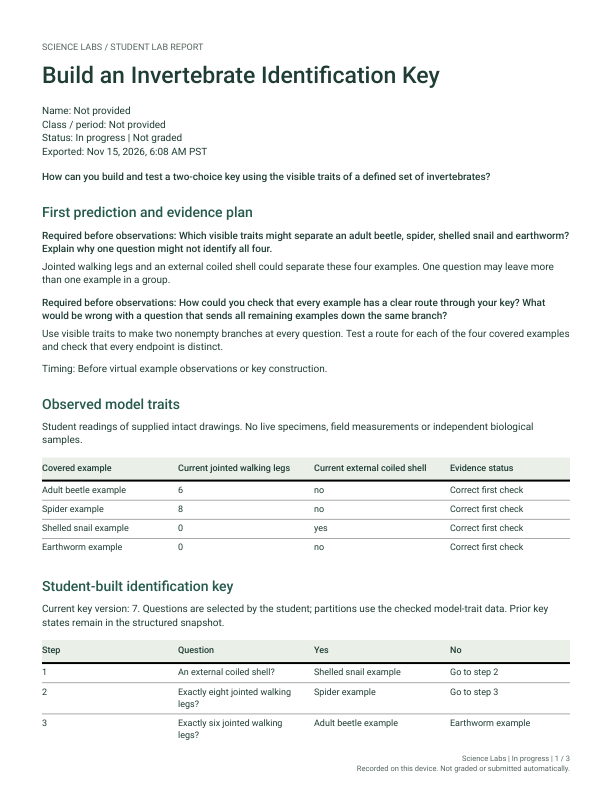 SCIENCE LABS / STUDENT LAB REPORT
Build an Invertebrate Identification Key
Name: Not provided
Class / period: Not provided
Status: In progress | Not graded
Exported: Nov 15, 2026, 6:08 AM PST
How can you build and test a two-choice key using the visible traits of a defined set of invertebrates?
First prediction and evidence plan
Required before observations: Which visible traits might separate an adult beetle, spider, shelled snail and earthworm?
Explain why one question might not identify all four.
Jointed walking legs and an external coiled shell could separate these four examples. One question may leave more
than one example in a group.
Required before observations: How could you check that every example has a clear route through your key? What
would be wrong with a question that sends all remaining examples down the same branch?
Use visible traits to make two nonempty branches at every question. Test a route for each of the four covered examples
and check that every endpoint is distinct.
Timing: Before virtual example observations or key construction.
Observed model traits
Student readings of supplied intact drawings. No live specimens, field measurements or independent biological
samples.
Covered example Current jointed walking legs Current external coiled shell Evidence status
Adult beetle example 6 no Correct first check
Spider example 8 no Correct first check
Shelled snail example 0 yes Correct first check
Earthworm example 0 no Correct first check
Student-built identification key
Current key version: 7. Questions are selected by the student; partitions use the checked model-trait data. Prior key
states remain in the structured snapshot.
Step Question Yes No
1 An external coiled shell? Shelled snail example Go to step 2
2 Exactly eight jointed walking Spider example Go to step 3
legs?
3 Exactly six jointed walking Adult beetle example Earthworm example
legs?
Science Labs | In progress | 1 / 3
Recorded on this device. Not graded or submitted automatically.